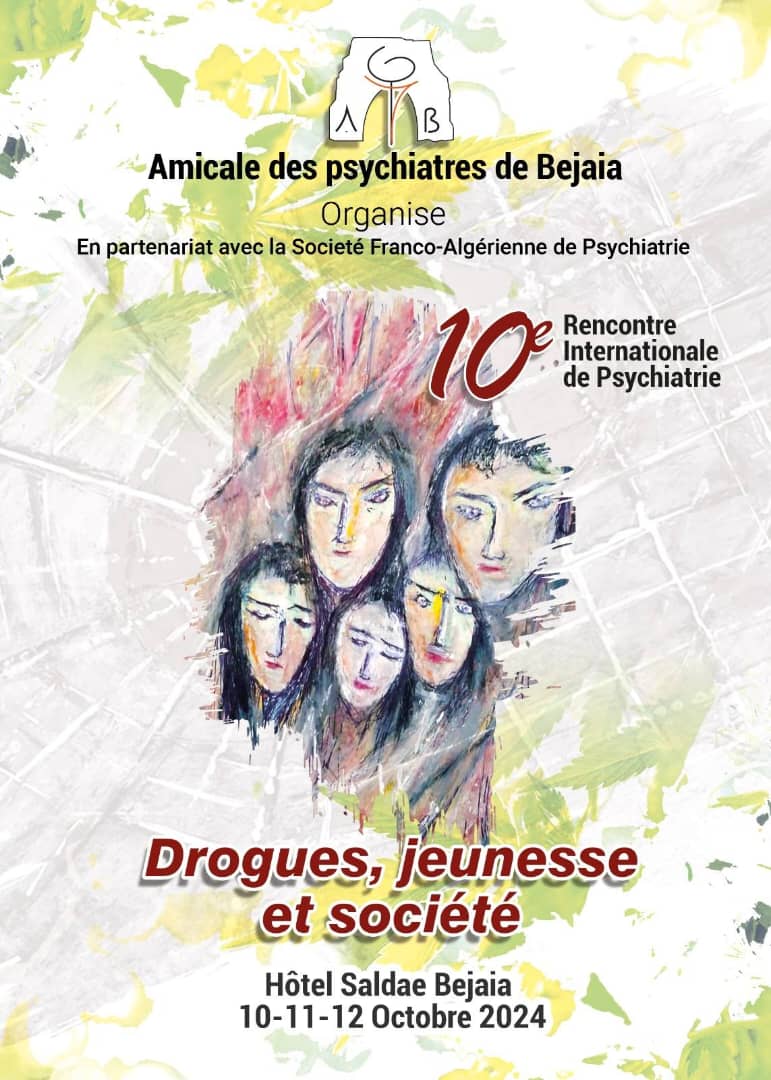 A B
Amicale des psychiatres de Bejaia
Organise
En partenariat avec la Societé Franco-Algérienne de Psychiatrie
10e Rencontre
Internationale
de Psychiatrie
Drogues, jeunesse
et société
Hôtel Saldae Bejaia
10-11-12 Octobre 2024